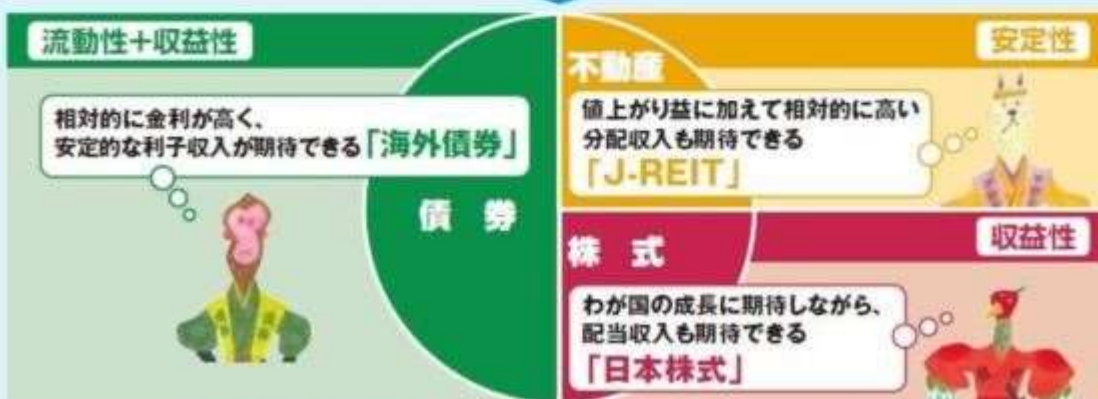 流動性+収益性
相対的に金利が高く、
安定的な利子収入が期待できる「海外債券」
債券
不動産
安定性
値上がり益に加えて相対的に高い
分配収入も期待できる
「J-REIT」
株式
収益性
わが国の成長に期待しながら、
配当収入も期待できる
「日本株式」